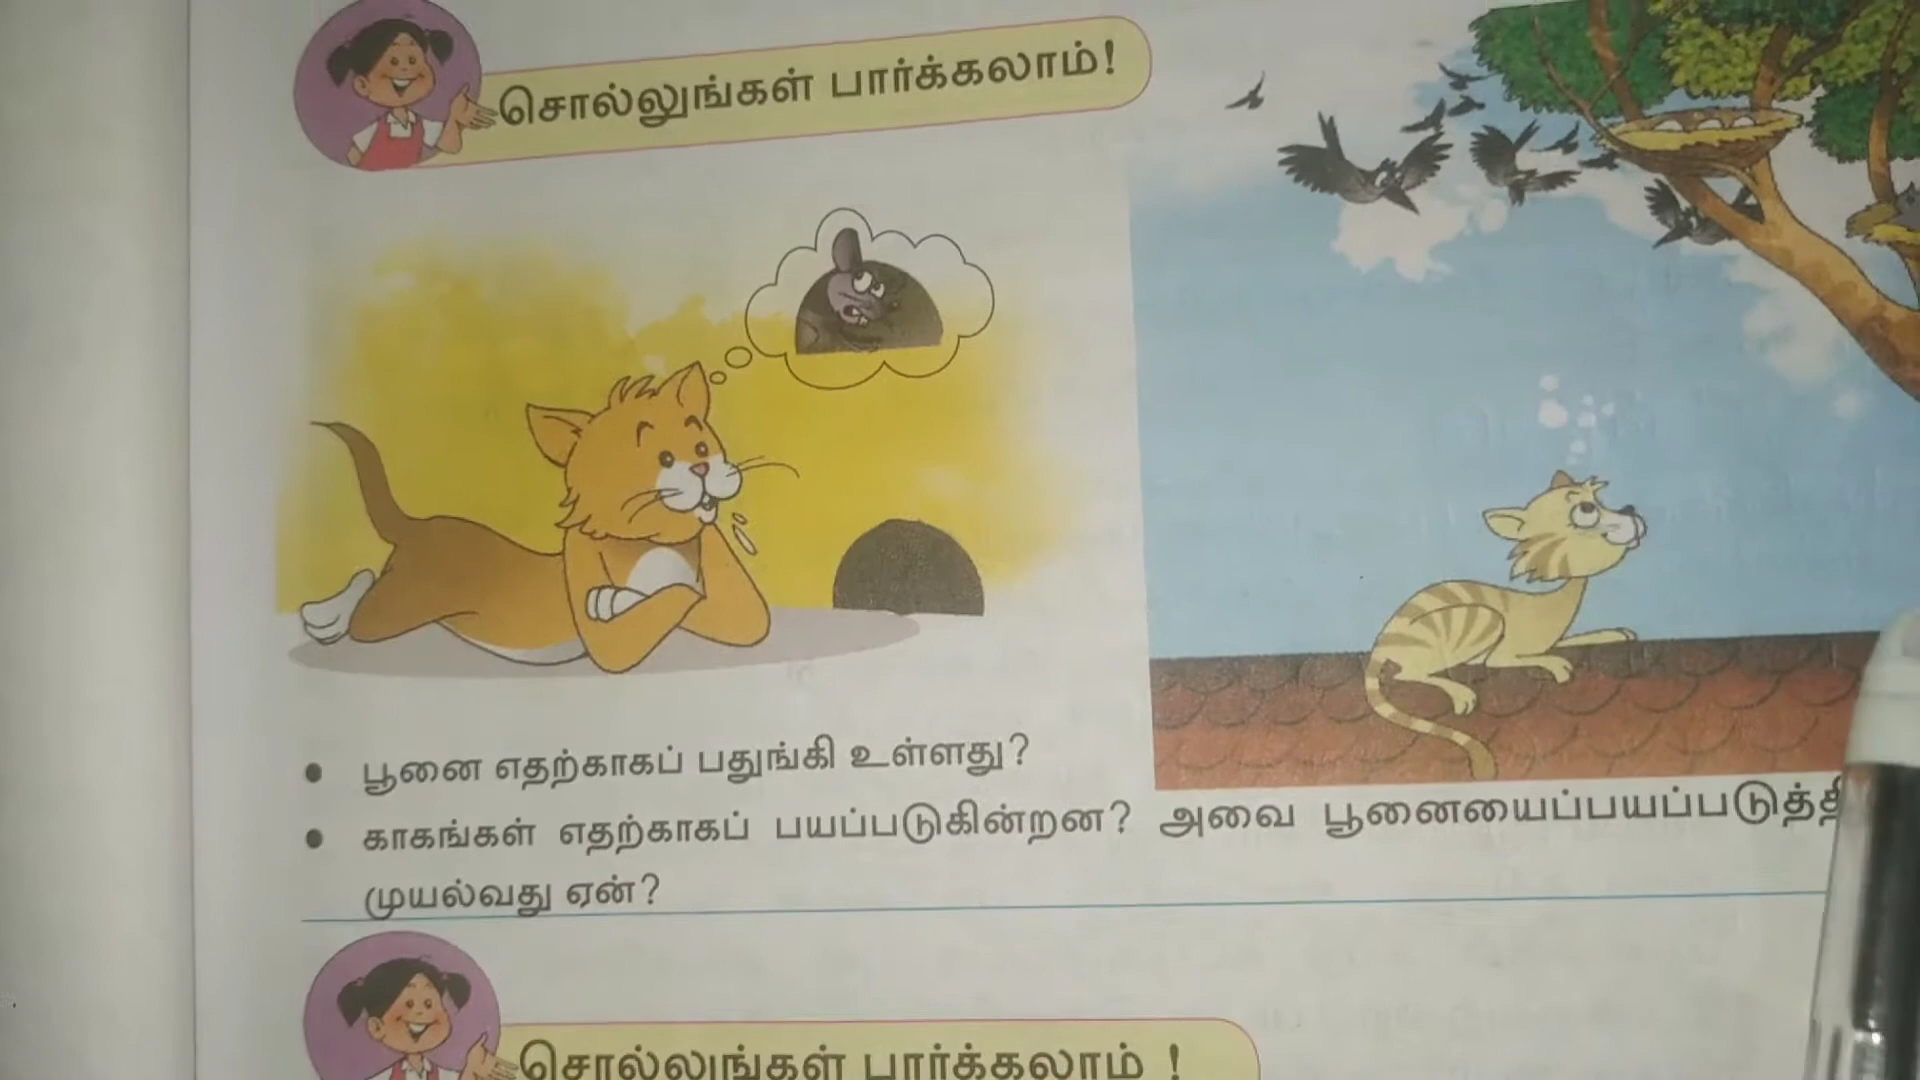 சொல்லுங்கள் பார்க்கலாம்!
• பூனை எதற்காகப் பதுங்கி உள்ளது?
• காகங்கள் எதற்காகப் பயப்படுகின்றன? அவை பூனையைப்பயப்படுத்தி
முயல்வது ஏன்?
சொல்லுங்கள் பார்க்கலாம் !